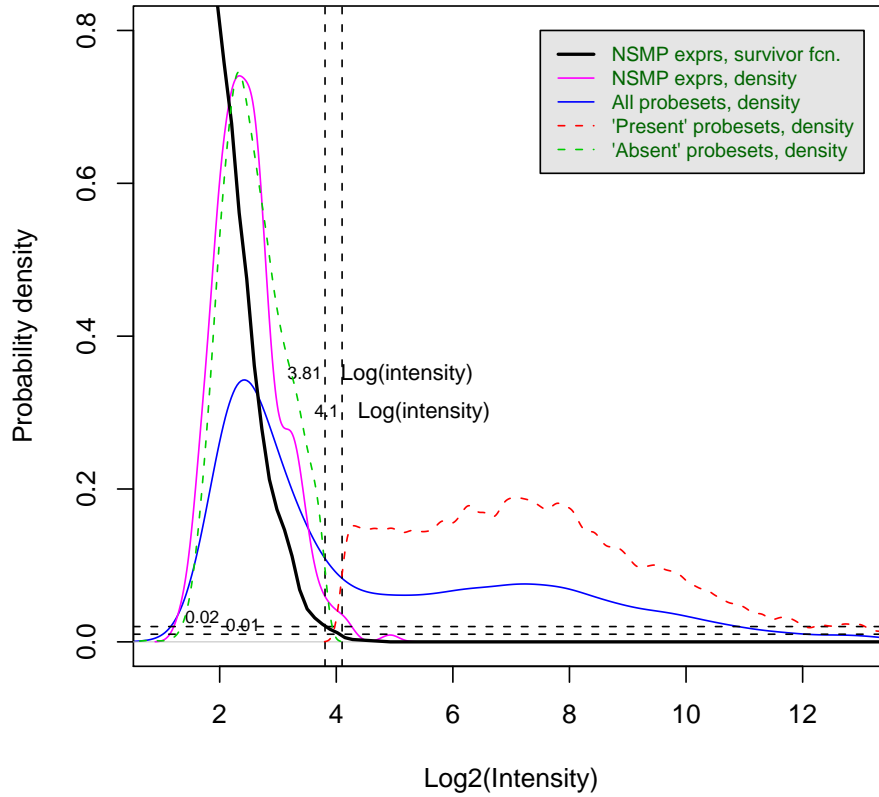 NSMP exprs, survivor fcn.
NSMP exprs, density
All probesets, density
'Present' probesets, density
'Absent' probesets, density
Probability density
0.8
0.6
0.4
0.2
0.0
3.81 Log(intensity)
4.1 Log(intensity)
0.02
0.01
2 4 6 8 10 12
Log2(Intensity)